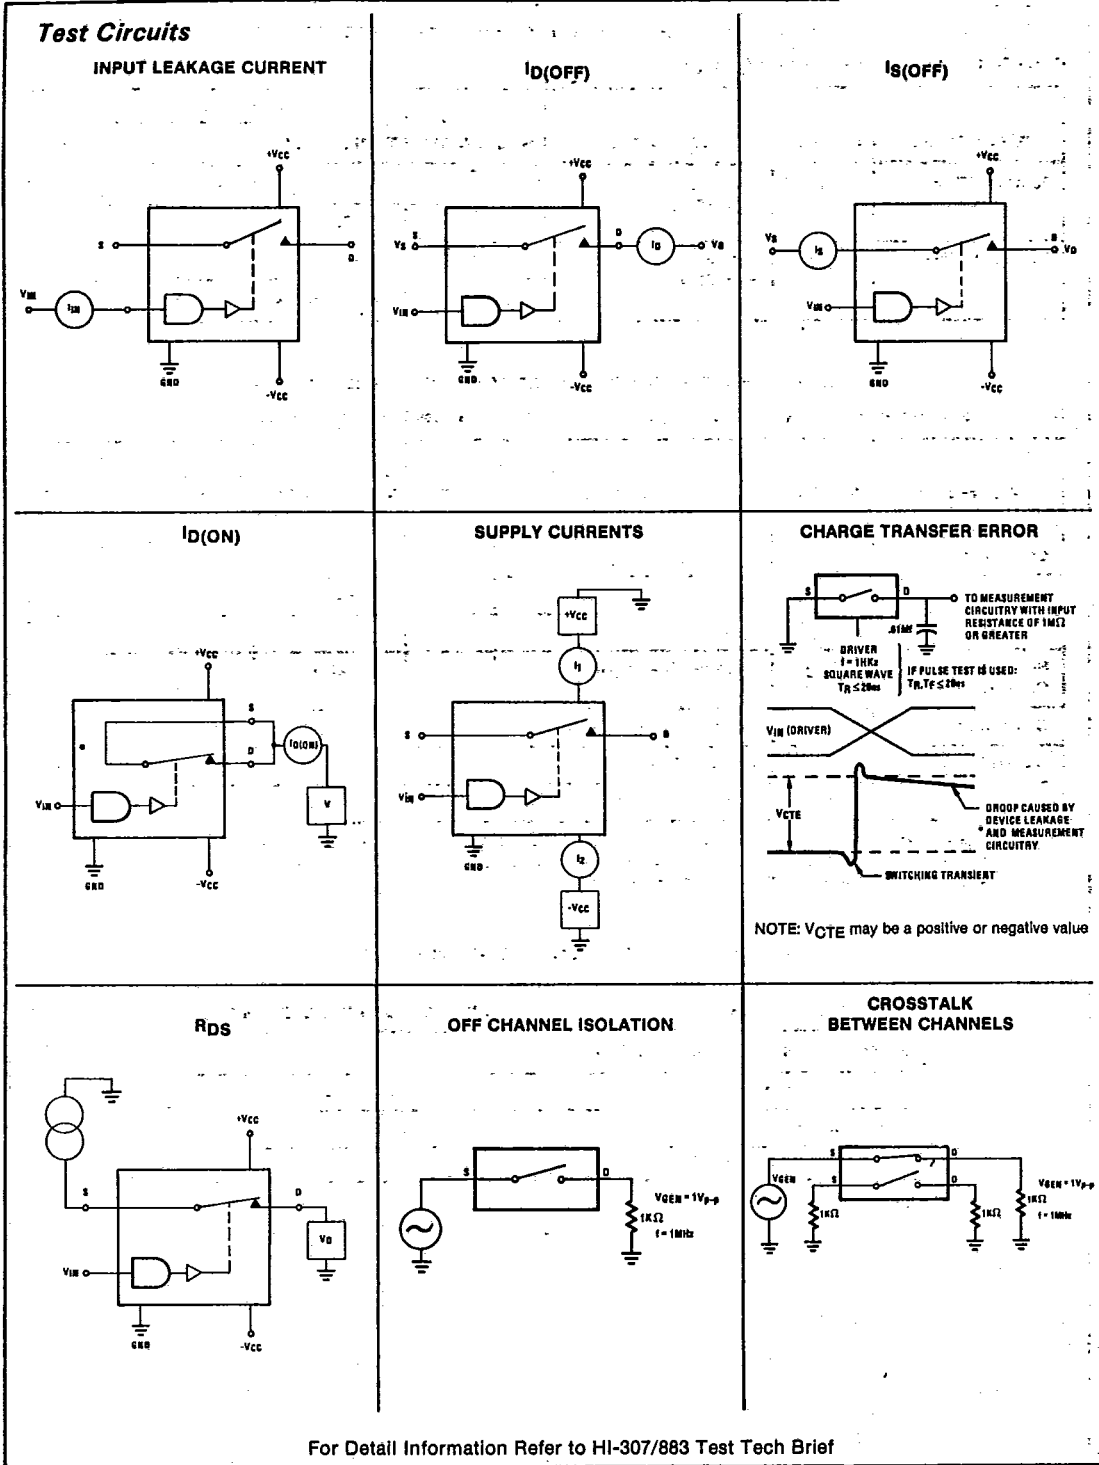 Test Circuits
INPUT LEAKAGE CURRENT
+VCC
S
D
VIN
IIN
GND
-VCC
ID(OFF)
+VCC
VS
S
D
ID
VIN
GND
-VCC
IS(OFF)
+VCC
VS
IS
VD
VIN
GND
-VCC
ID(ON)
+VCC
S
D
ID(ON)
V
VIN
GND
-VCC
SUPPLY CURRENTS
+VCC
I1
S
VIN
GND
I2
-VCC
CHARGE TRANSFER ERROR
S
D
TO MEASUREMENT
CIRCUITRY WITH INPUT
RESISTANCE OF 1MΩ
OR GREATER
DRIVER
SQUARE WAVE
IF PULSE TEST IS USED:
VIN (DRIVER)
VCTE
DROOP CAUSED BY
DEVICE LEAKAGE
AND MEASUREMENT
CIRCUITRY
SWITCHING TRANSIENT
NOTE: VCTE may be a positive or negative value
RDS
+VCC
S
D
VD
VIN
GND
-VCC
OFF CHANNEL ISOLATION
S
D
VGEN = 1Vp-p
1KΩ
f = 1MHz
CROSSTALK
BETWEEN CHANNELS
S
D
VGEN
S
D
1KΩ
1KΩ
VGEN = 1Vp-p
1KΩ
f = 1MHz
For Detail Information Refer to HI-307/883 Test Tech Brief